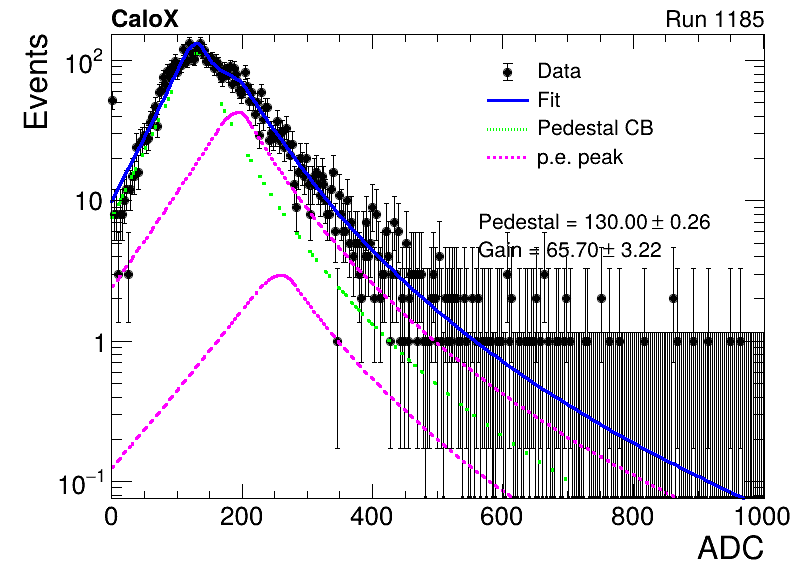 CaloX Run 1185
Events
Data
Fit
Pedestal CB
p.e. peak
Pedestal = 130.00 ± 0.26
Gain = 65.70 ± 3.22
10²
10
1
10⁻¹
0 200 400 600 800 1000
ADC